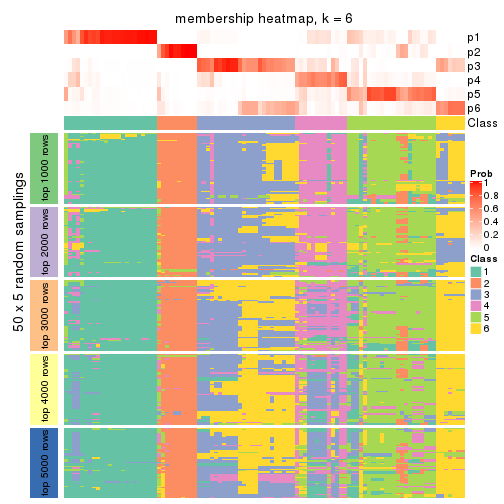 membership heatmap, k = 6
p1
p2
p3
p4
p5
p6
Class
50 x 5 random samplings
top 1000 rows
top 2000 rows
top 3000 rows
top 4000 rows
top 5000 rows
Prob
1
0.8
0.6
0.4
0.2
0
Class
1
2
3
4
5
6